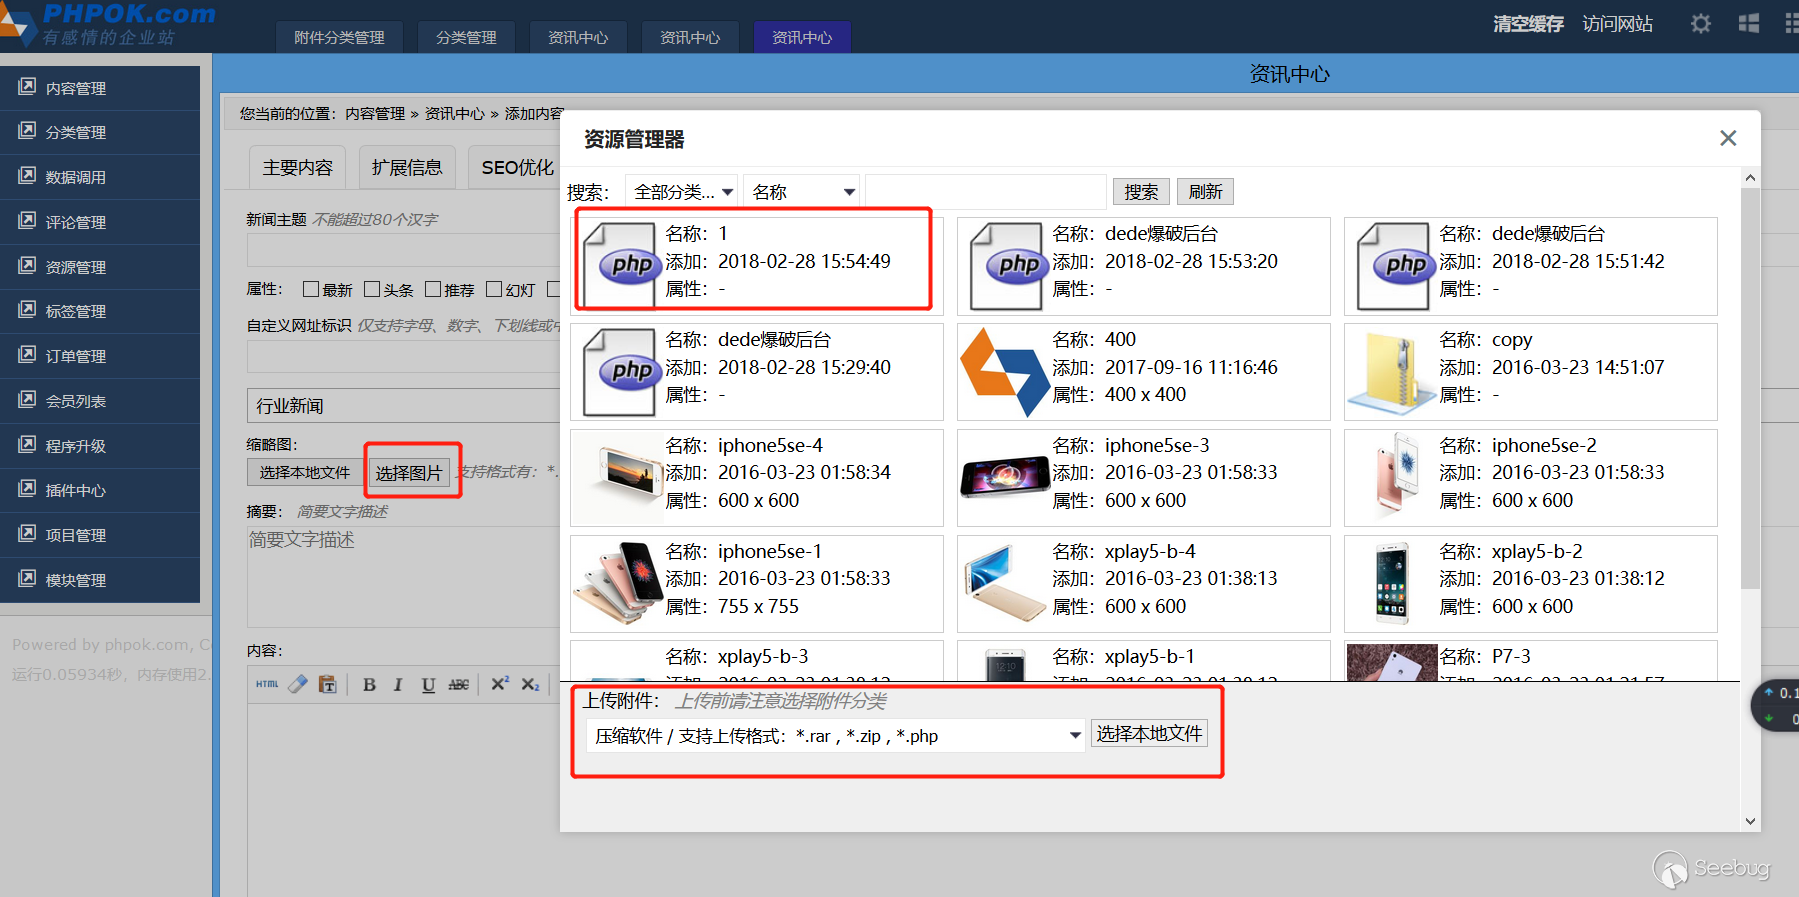 PHPOK.com
有感情的企业站
附件分类管理
分类管理
资讯中心
资讯中心
资讯中心
清空缓存
访问网站
资讯中心
内容管理
分类管理
数据调用
评论管理
资源管理
标签管理
订单管理
会员列表
程序升级
插件中心
项目管理
模块管理
Powered by phpok.com, C
运行0.05934秒，内存使用2.
您当前的位置：内容管理 » 资讯中心 » 添加内容
主要内容
扩展信息
SEO优化
新闻主题 不能超过80个汉字
属性： 最新 头条 推荐 幻灯
自定义网址标识 仅支持字母、数字、下划线或
行业新闻
缩略图：
选择本地文件
选择图片
支持格式有：*.
摘要： 简要文字描述
简要文字描述
内容：
HTML
B I U ABC X² X₂
资源管理器
搜索：
全部分类...
名称
搜索
刷新
名称：1
添加：2018-02-28 15:54:49
属性：-
名称：dede爆破后台
添加：2018-02-28 15:53:20
属性：-
名称：dede爆破后台
添加：2018-02-28 15:51:42
属性：-
名称：dede爆破后台
添加：2018-02-28 15:29:40
属性：-
名称：400
添加：2017-09-16 11:16:46
属性：400 x 400
名称：copy
添加：2016-03-23 14:51:07
属性：-
名称：iphone5se-4
添加：2016-03-23 01:58:34
属性：600 x 600
名称：iphone5se-3
添加：2016-03-23 01:58:33
属性：600 x 600
名称：iphone5se-2
添加：2016-03-23 01:58:33
属性：600 x 600
名称：iphone5se-1
添加：2016-03-23 01:58:33
属性：755 x 755
名称：xplay5-b-4
添加：2016-03-23 01:38:13
属性：600 x 600
名称：xplay5-b-2
添加：2016-03-23 01:38:12
属性：600 x 600
名称：xplay5-b-3
名称：xplay5-b-1
名称：P7-3
php
php
php
php
上传附件： 上传前请注意选择附件分类
压缩软件 / 支持上传格式：*.rar , *.zip , *.php
选择本地文件
0.1
0
Seebug